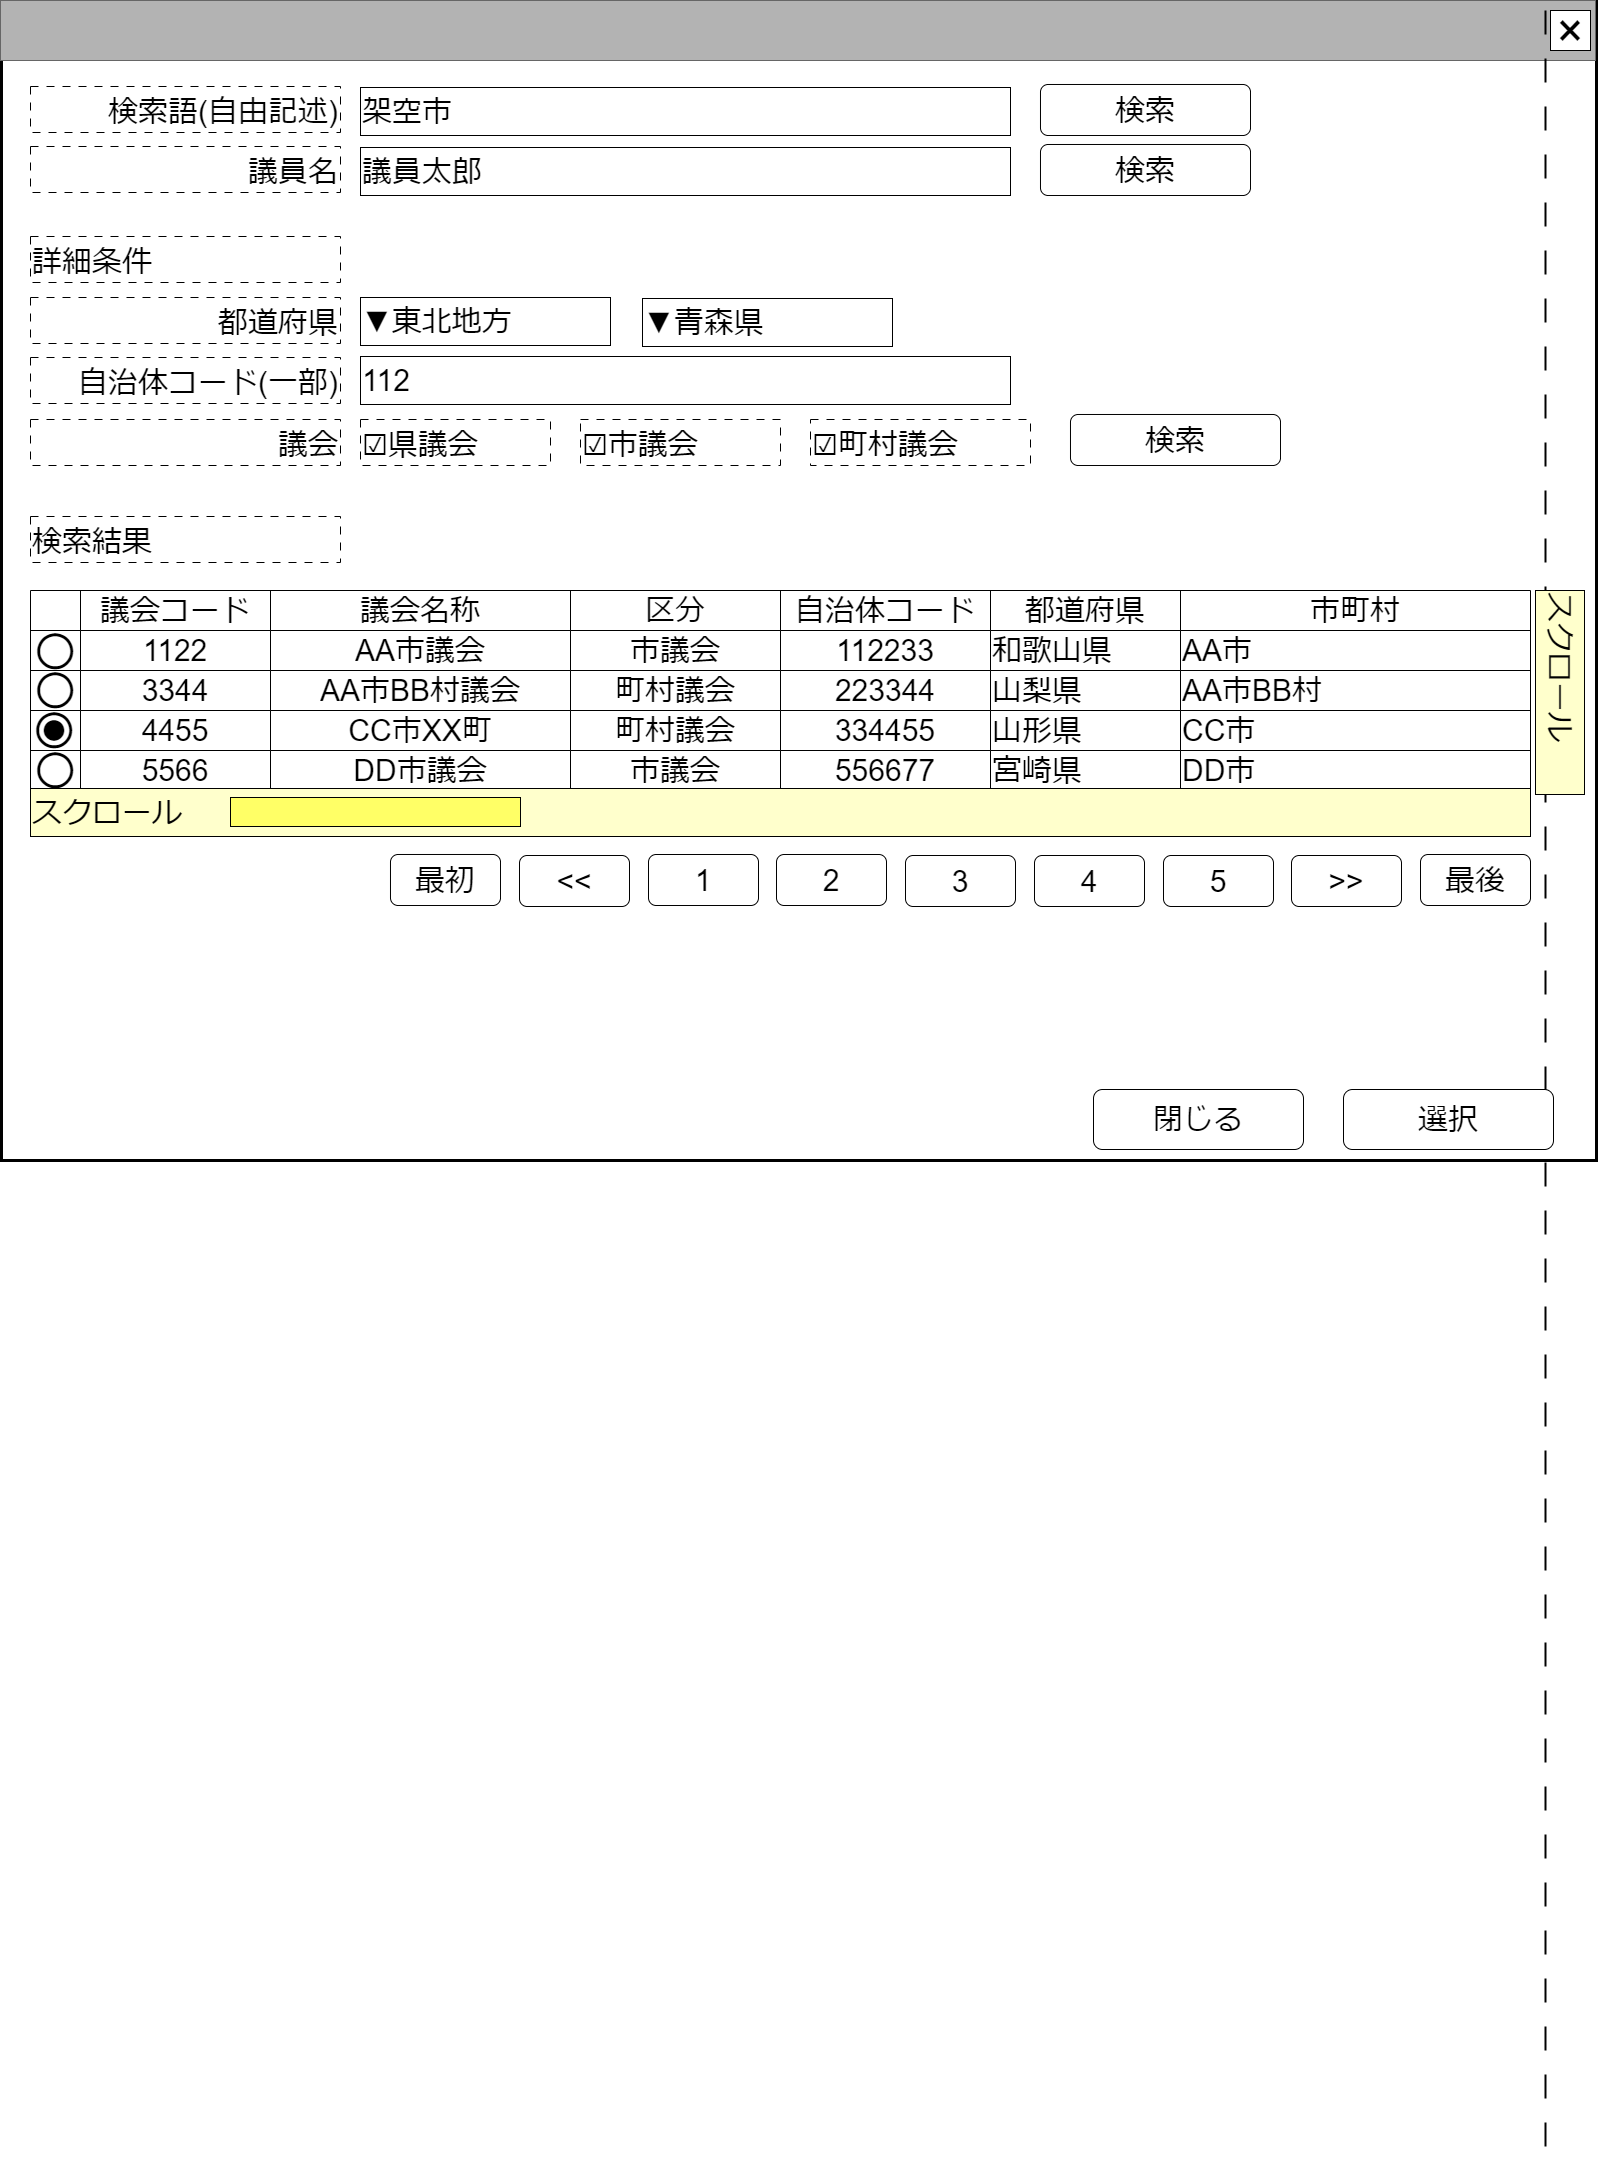 ×
検索語(自由記述) 架空市 検索
議員名 議員太郎 検索
詳細条件
都道府県 ▼東北地方 ▼青森県
自治体コード(一部) 112
議会 ☑県議会 ☑市議会 ☑町村議会 検索
検索結果
議会コード 議会名称 区分 自治体コード 都道府県 市町村
1122 AA市議会 市議会 112233 和歌山県 AA市
3344 AA市BB村議会 町村議会 223344 山梨県 AA市BB村
4455 CC市XX町 町村議会 334455 山形県 CC市
5566 DD市議会 市議会 556677 宮崎県 DD市
スクロール
スクロール
最初 << 1 2 3 4 5 >> 最後
閉じる 選択